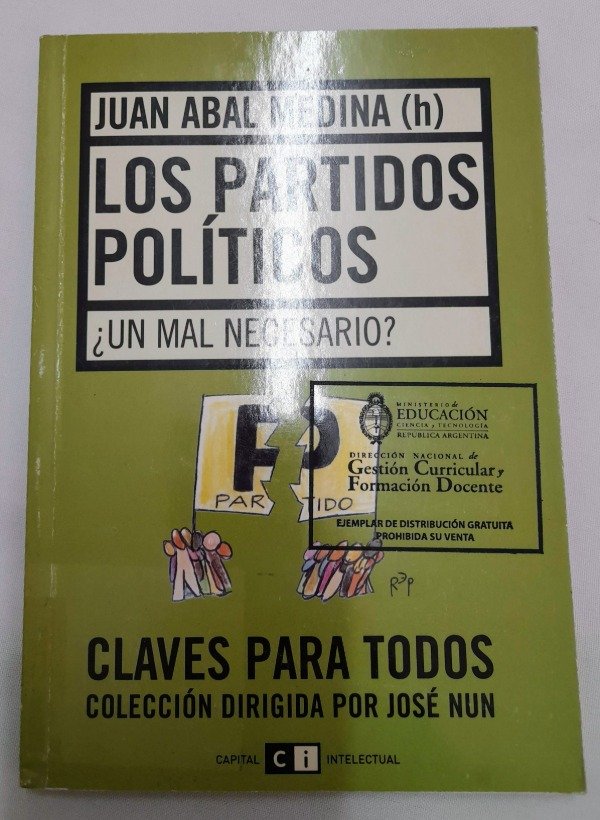 JUAN ABAL MEDINA (h)
LOS PARTIDOS
POLÍTICOS
¿UN MAL NECESARIO?
PAR TIDO
MINISTERIO de
EDUCACIÓN
CIENCIA y TECNOLOGÍA
REPUBLICA ARGENTINA
DIRECCIÓN NACIONAL de
Gestión Curricular y
Formación Docente
EJEMPLAR DE DISTRIBUCIÓN GRATUITA
PROHIBIDA SU VENTA
REP
CLAVES PARA TODOS
COLECCIÓN DIRIGIDA POR JOSÉ NUN
CAPITAL Ci INTELECTUAL